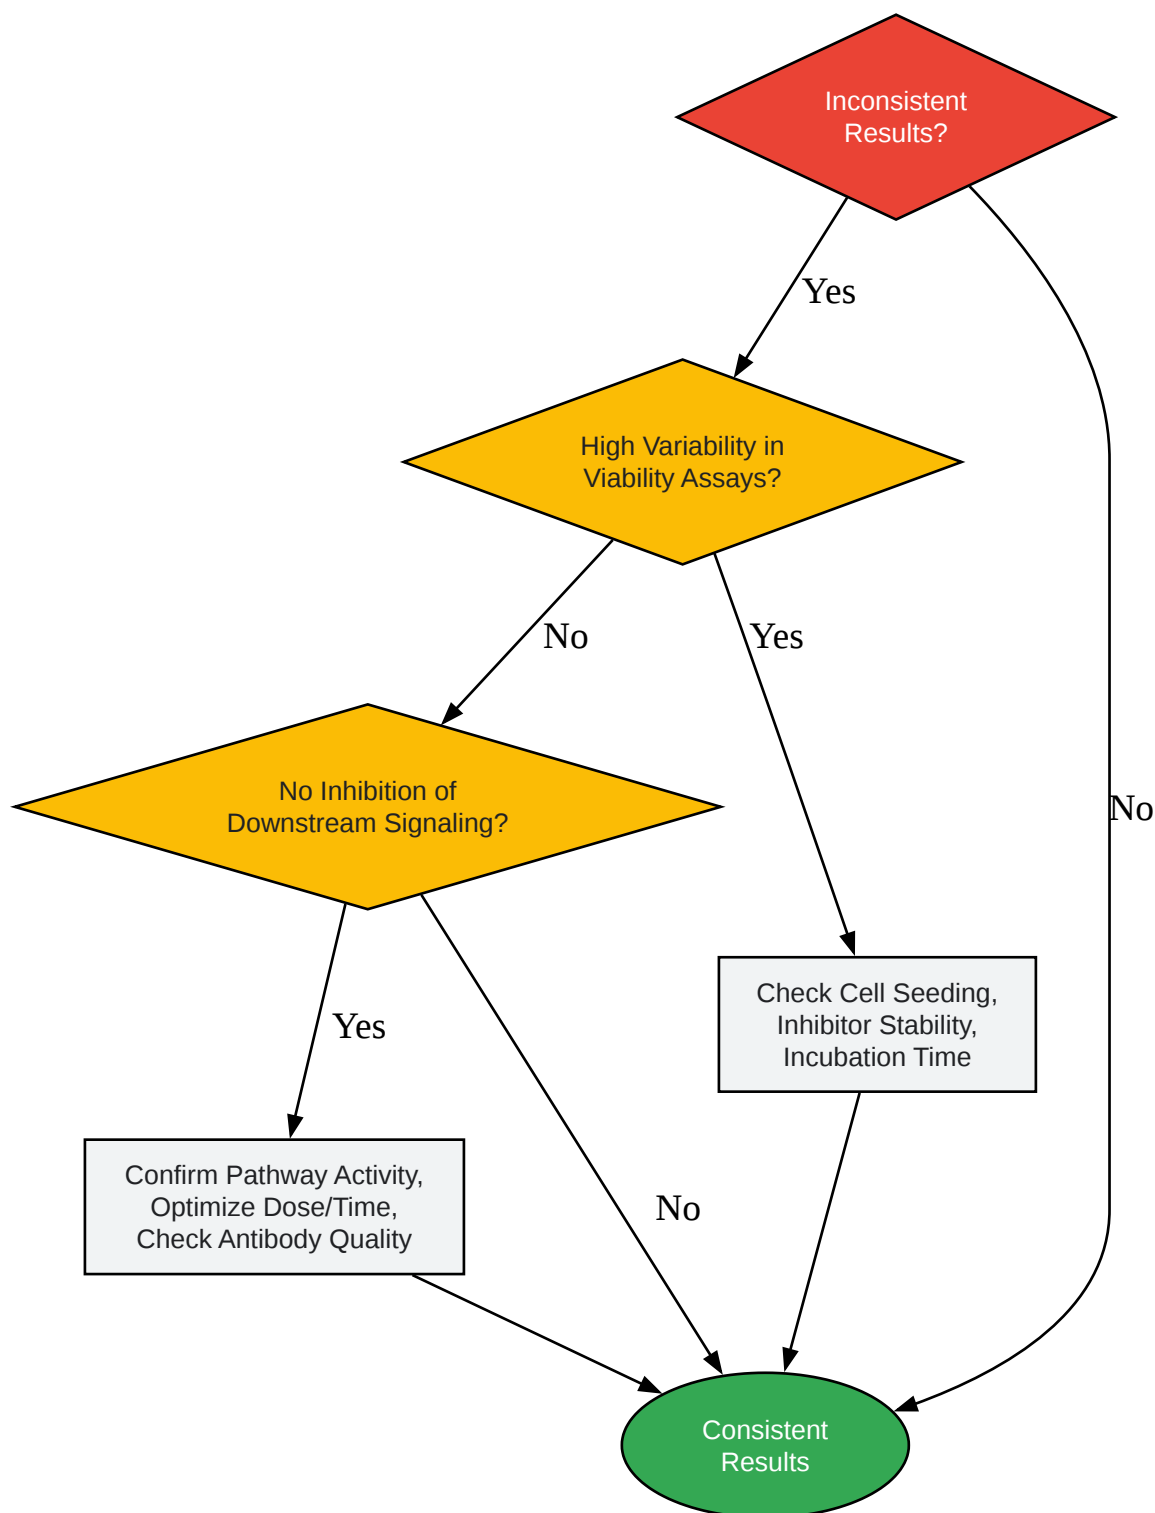 Inconsistent
Results?
Yes
High Variability in
Viability Assays?
No
Yes
No Inhibition of
Downstream Signaling?
No
Check Cell Seeding,
Inhibitor Stability,
Incubation Time
Yes
Confirm Pathway Activity,
Optimize Dose/Time,
Check Antibody Quality
No
Consistent
Results